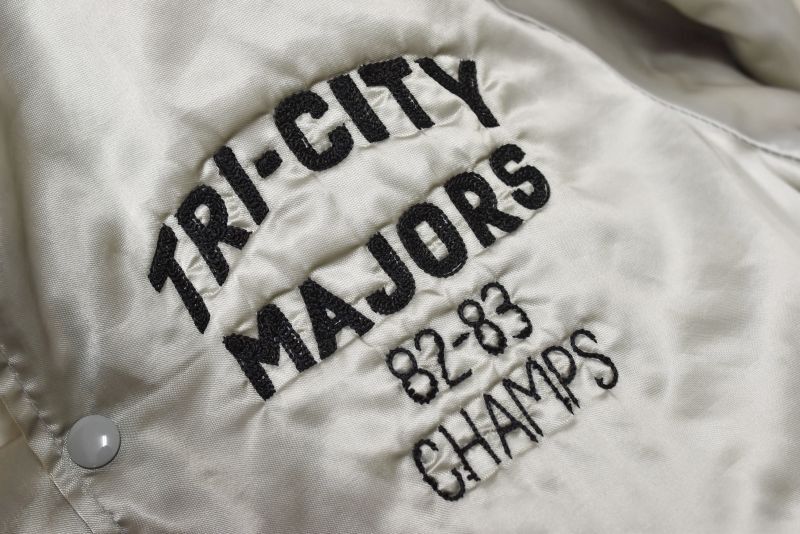 TRI-CITY
MAJORS
82-83
CHAMPS